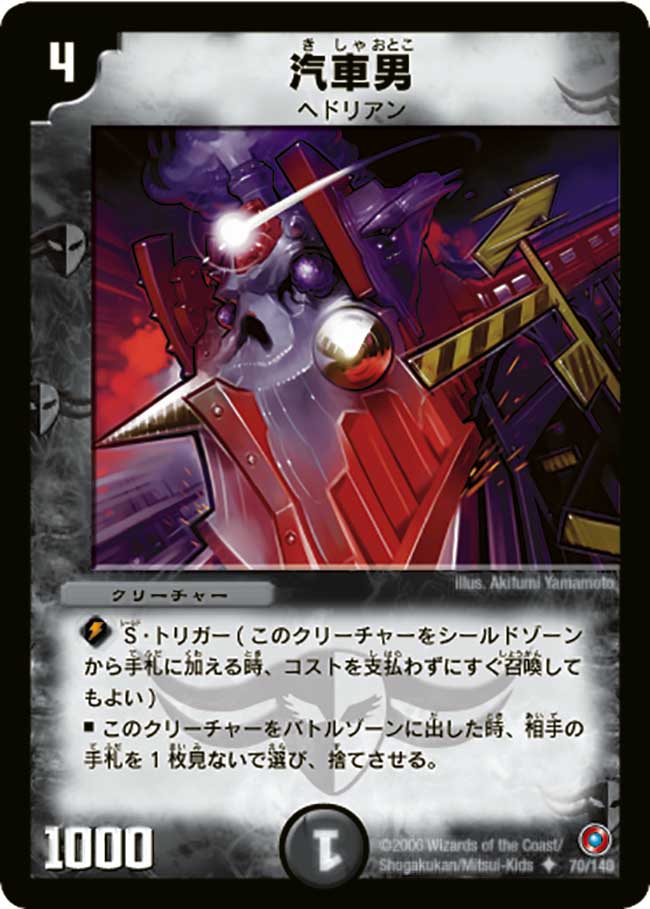 4
きしゃおとこ
汽車男
ヘドリアン
illus. Akifumi Yamamoto
クリーチャー
S・トリガー(このクリーチャーをシールドゾーン
から手札に加える時、コストを支払わずにすぐ召喚して
もよい)
■ このクリーチャーをバトルゾーンに出した時、相手の
手札を1枚見ないで選び、捨てさせる。
1000
1
©2006 Wizards of the Coast/
Shogakukan/Mitsui-Kids ✦ 70/140